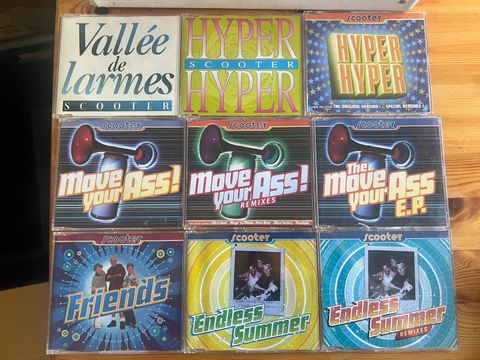 Vallée
de
larmes
SCOOTER
HYPER
SCOOTER
HYPER
scooter
HYPER
HYPER
THE ORIGINAL VERSION
SPECIAL REMIXES
scooter
Move
your Ass!
scooter
Move
your Ass!
REMIXES
scooter
The
Move
your Ass
E.P.
scooter
Friends
scooter
Endless
Summer
scooter
Endless
Summer
REMIXES